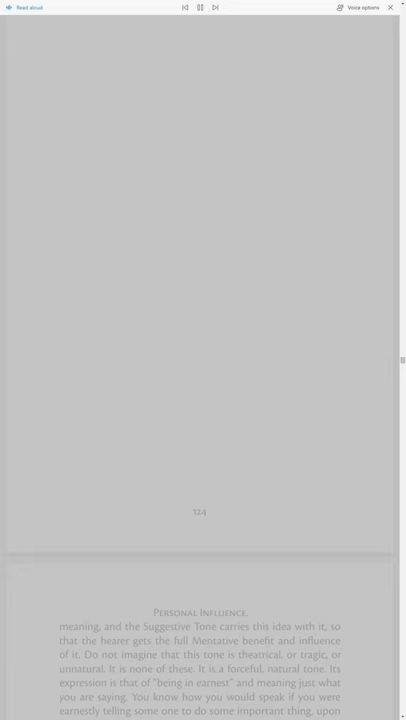 Read aloud
Voice options
124
Personal Influence.
meaning, and the Suggestive Tone carries this idea with it, so
that the hearer gets the full Mentative benefit and influence
of it. Do not imagine that this tone is theatrical, or tragic, or
unnatural. It is none of these. It is a forceful, natural tone. Its
expression is that of "being in earnest" and meaning just what
you are saying. You know how you would speak if you were
earnestly telling some one to do some important thing, upon